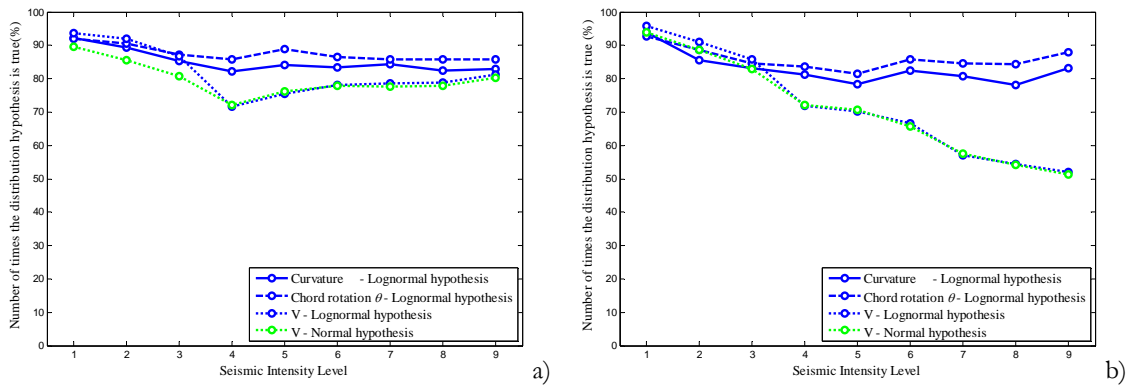 Number of times the distribution hypothesis is true(%)
100
90
80
70
60
50
40
30
20
10
0
1 2 3 4 5 6 7 8 9
Seismic Intensity Level
Curvature - Lognormal hypothesis
Chord rotation θ - Lognormal hypothesis
V - Lognormal hypothesis
V - Normal hypothesis
a)
Number of times the distribution hypothesis is true (%)
100
90
80
70
60
50
40
30
20
10
0
1 2 3 4 5 6 7 8 9
Seismic Intensity Level
Curvature - Lognormal hypothesis
Chord rotation θ - Lognormal hypothesis
V - Lognormal hypothesis
V - Normal hypothesis
b)